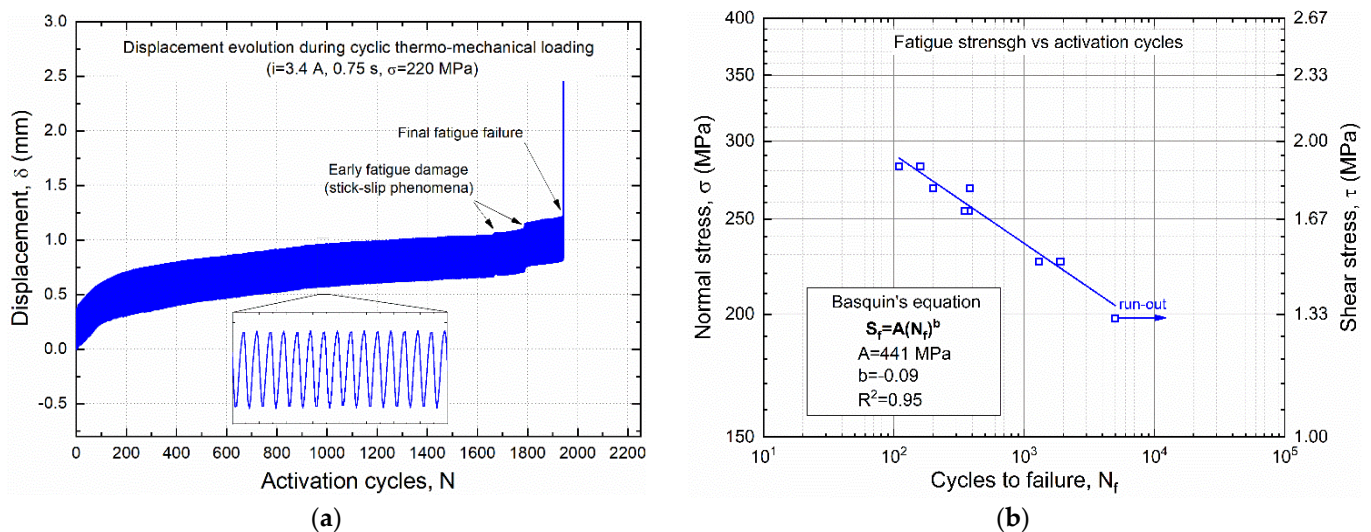 Displacement evolution during cyclic thermo-mechanical loading
(i=3.4 A, 0.75 s, σ=220 MPa)
Final fatigue failure
Early fatigue damage
(stick-slip phenomena)
3.0
2.5
2.0
1.5
1.0
0.5
0.0
-0.5
Displacement, δ (mm)
0 200 400 600 800 1000 1200 1400 1600 1800 2000 2200
Activation cycles, N
(a)
Fatigue strensgh vs activation cycles
400
350
300
250
200
150
Normal stress, σ (MPa)
2.67
2.33
2.00
1.67
1.33
1.00
Shear stress, τ (MPa)
run-out
Basquin's equation
S_f=A(N_f)^b
A=441 MPa
b=-0.09
R²=0.95
10¹ 10² 10³ 10⁴ 10⁵
Cycles to failure, N_f
(b)